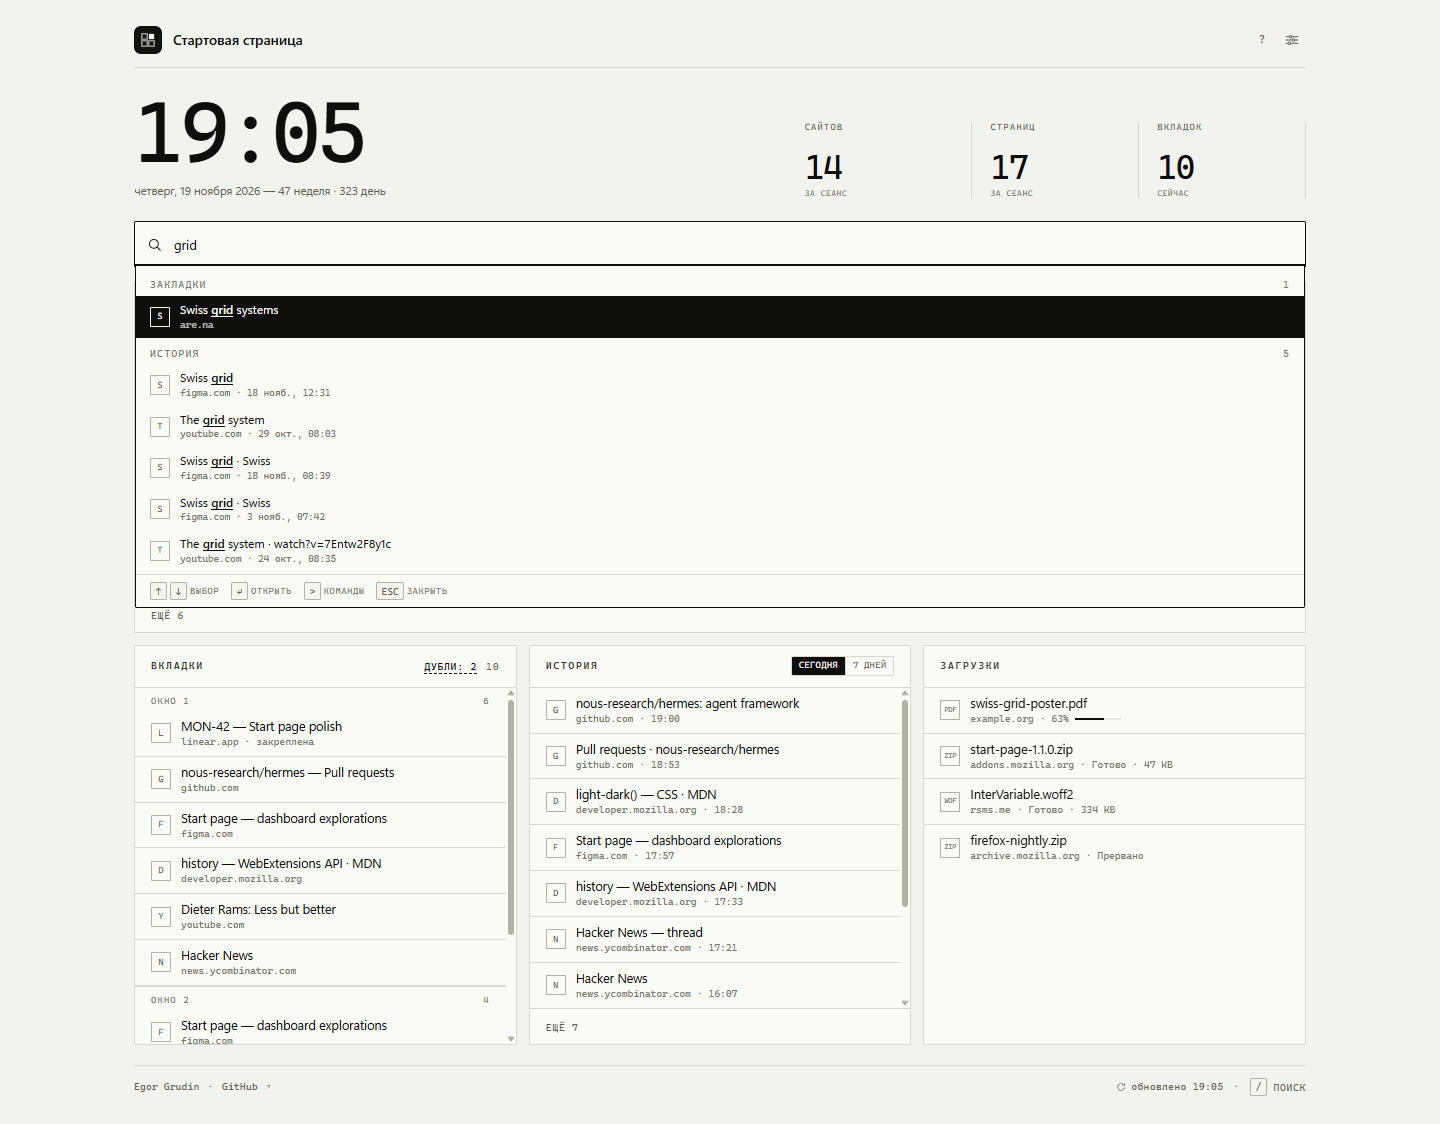 Стартовая страница
?
19:05
четверг, 19 ноября 2026 — 47 неделя · 323 день
САЙТОВ
14
ЗА СЕАНС
СТРАНИЦ
17
ЗА СЕАНС
ВКЛАДОК
10
СЕЙЧАС
grid
ЗАКЛАДКИ 1
S
Swiss grid systems
are.na
ИСТОРИЯ 5
S
Swiss grid
figma.com · 18 нояб., 12:31
T
The grid system
youtube.com · 29 окт., 08:03
S
Swiss grid · Swiss
figma.com · 18 нояб., 08:39
S
Swiss grid · Swiss
figma.com · 3 нояб., 07:42
T
The grid system · watch?v=7Entw2F8y1c
youtube.com · 24 окт., 08:35
↑ ↓ ВЫБОР ↵ ОТКРЫТЬ > КОМАНДЫ ESC ЗАКРЫТЬ
ЕЩЁ 6
ВКЛАДКИ ДУБЛИ: 2 10
ОКНО 1 6
L
MON-42 — Start page polish
linear.app · закреплена
G
nous-research/hermes — Pull requests
github.com
F
Start page — dashboard explorations
figma.com
D
history — WebExtensions API · MDN
developer.mozilla.org
Y
Dieter Rams: Less but better
youtube.com
N
Hacker News
news.ycombinator.com
ОКНО 2 4
F
Start page — dashboard explorations
figma.com
ИСТОРИЯ СЕГОДНЯ 7 ДНЕЙ
G
nous-research/hermes: agent framework
github.com · 19:00
G
Pull requests · nous-research/hermes
github.com · 18:53
D
light-dark() — CSS · MDN
developer.mozilla.org · 18:28
F
Start page — dashboard explorations
figma.com · 17:57
D
history — WebExtensions API · MDN
developer.mozilla.org · 17:33
N
Hacker News — thread
news.ycombinator.com · 17:21
N
Hacker News
news.ycombinator.com · 16:07
ЕЩЁ 7
ЗАГРУЗКИ
PDF
swiss-grid-poster.pdf
example.org · 63%
ZIP
start-page-1.1.0.zip
addons.mozilla.org · Готово · 47 KB
WOF
InterVariable.woff2
rsms.me · Готово · 334 KB
ZIP
firefox-nightly.zip
archive.mozilla.org · Прервано
Egor Grudin · GitHub ↗
обновлено 19:05 · / ПОИСК